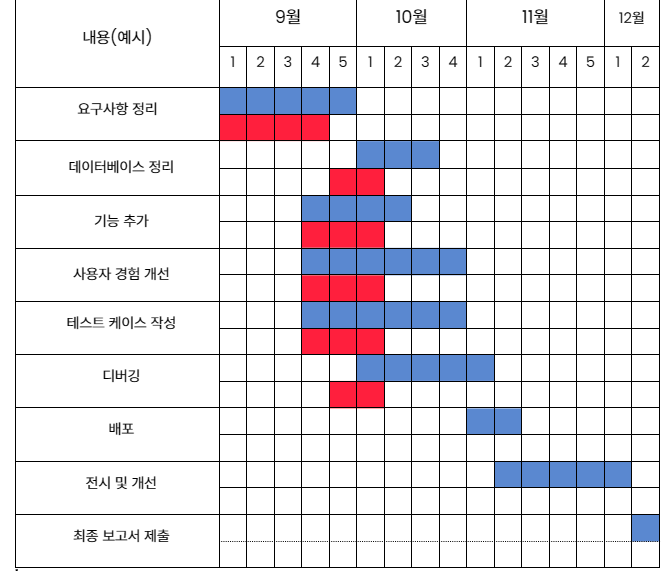 내용(예시) 9월 10월 11월 12월
1 2 3 4 5 1 2 3 4 1 2 3 4 5 1 2
요구사항 정리
데이터베이스 정리
기능 추가
사용자 경험 개선
테스트 케이스 작성
디버깅
배포
전시 및 개선
최종 보고서 제출